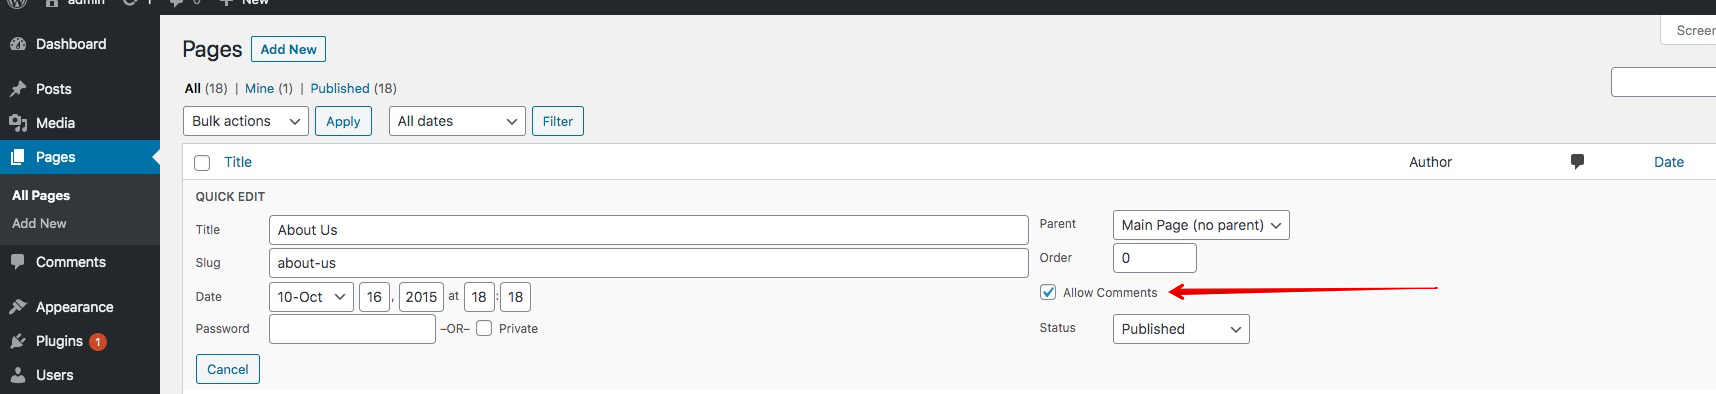 admin 1 0 New
Dashboard
Posts
Media
Pages
All Pages
Add New
Comments
Appearance
Plugins 1
Users
Screen
Pages Add New
All (18) | Mine (1) | Published (18)
Bulk actions Apply All dates Filter
Title Author Date
QUICK EDIT
Title About Us
Slug about-us
Date 10-Oct 16 , 2015 at 18 : 18
Password –OR– Private
Parent Main Page (no parent)
Order 0
Allow Comments
Status Published
Cancel